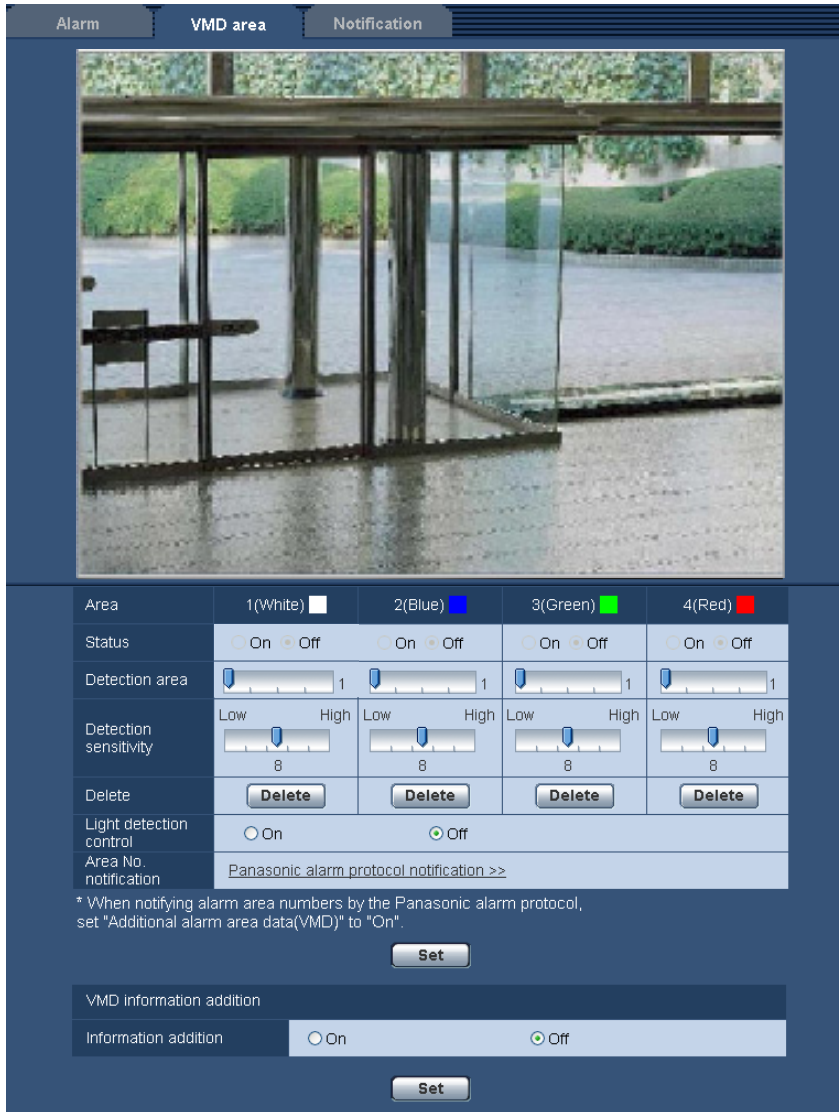 Alarm VMD area Notification
Area 1(White) 2(Blue) 3(Green) 4(Red)
Status On Off On Off On Off On Off
Detection area 1 1 1 1
Detection sensitivity Low High Low High Low High Low High
8 8 8 8
Delete Delete Delete Delete Delete
Light detection control On Off
Area No. notification Panasonic alarm protocol notification >>
* When notifying alarm area numbers by the Panasonic alarm protocol,
set "Additional alarm area data(VMD)" to "On".
Set
VMD information addition
Information addition On Off
Set